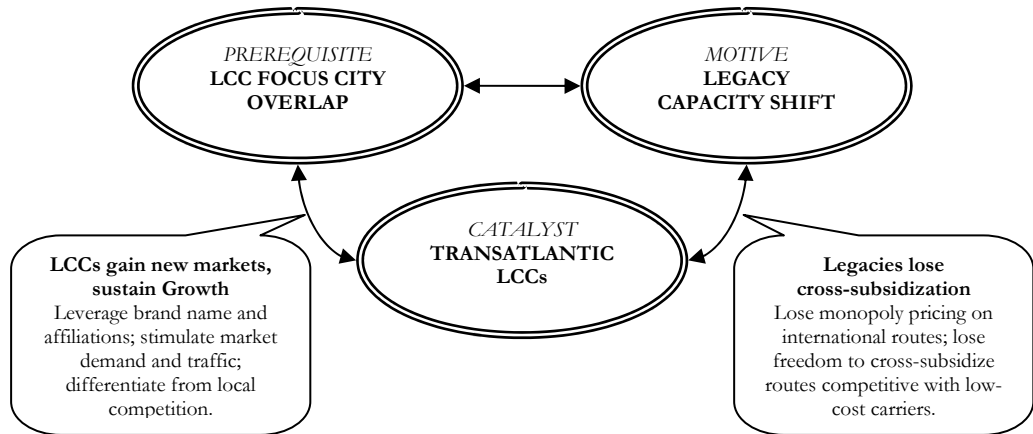 PREREQUISITE
LCC FOCUS CITY
OVERLAP
MOTIVE
LEGACY
CAPACITY SHIFT
CATALYST
TRANSATLANTIC
LCCs
LCCs gain new markets,
sustain Growth
Leverage brand name and
affiliations; stimulate market
demand and traffic;
differentiate from local
competition.
Legacies lose
cross-subsidization
Lose monopoly pricing on
international routes; lose
freedom to cross-subsidize
routes competitive with low-
cost carriers.